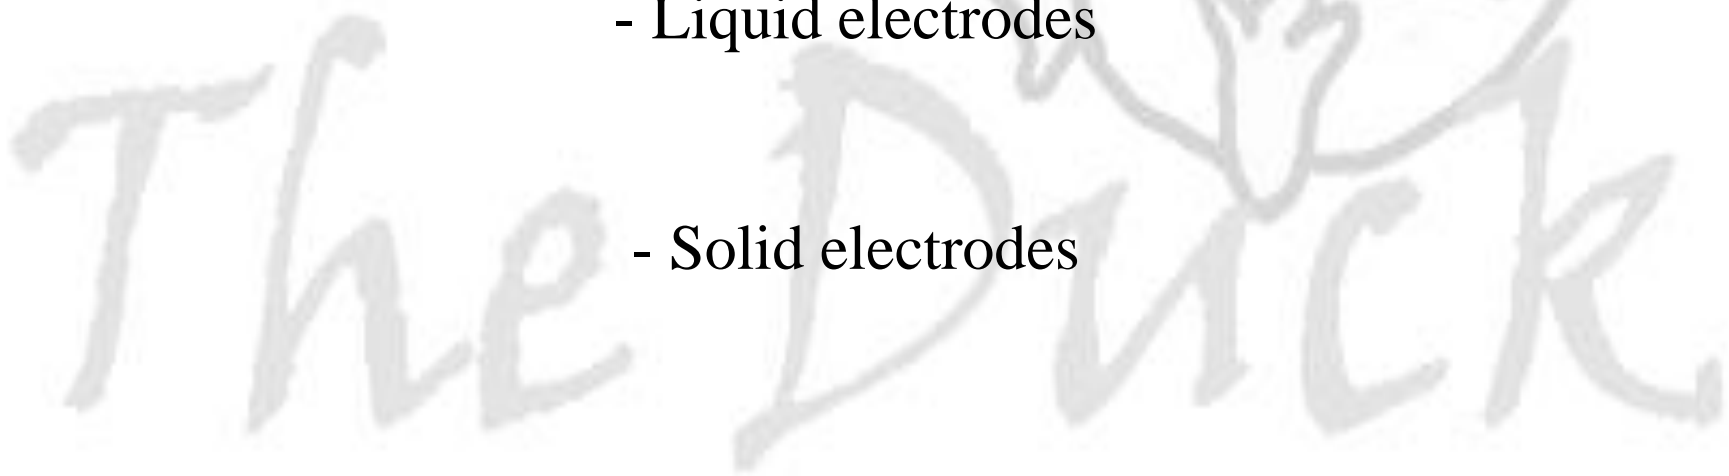 - Liquid electrodes
- Solid electrodes
The Duck